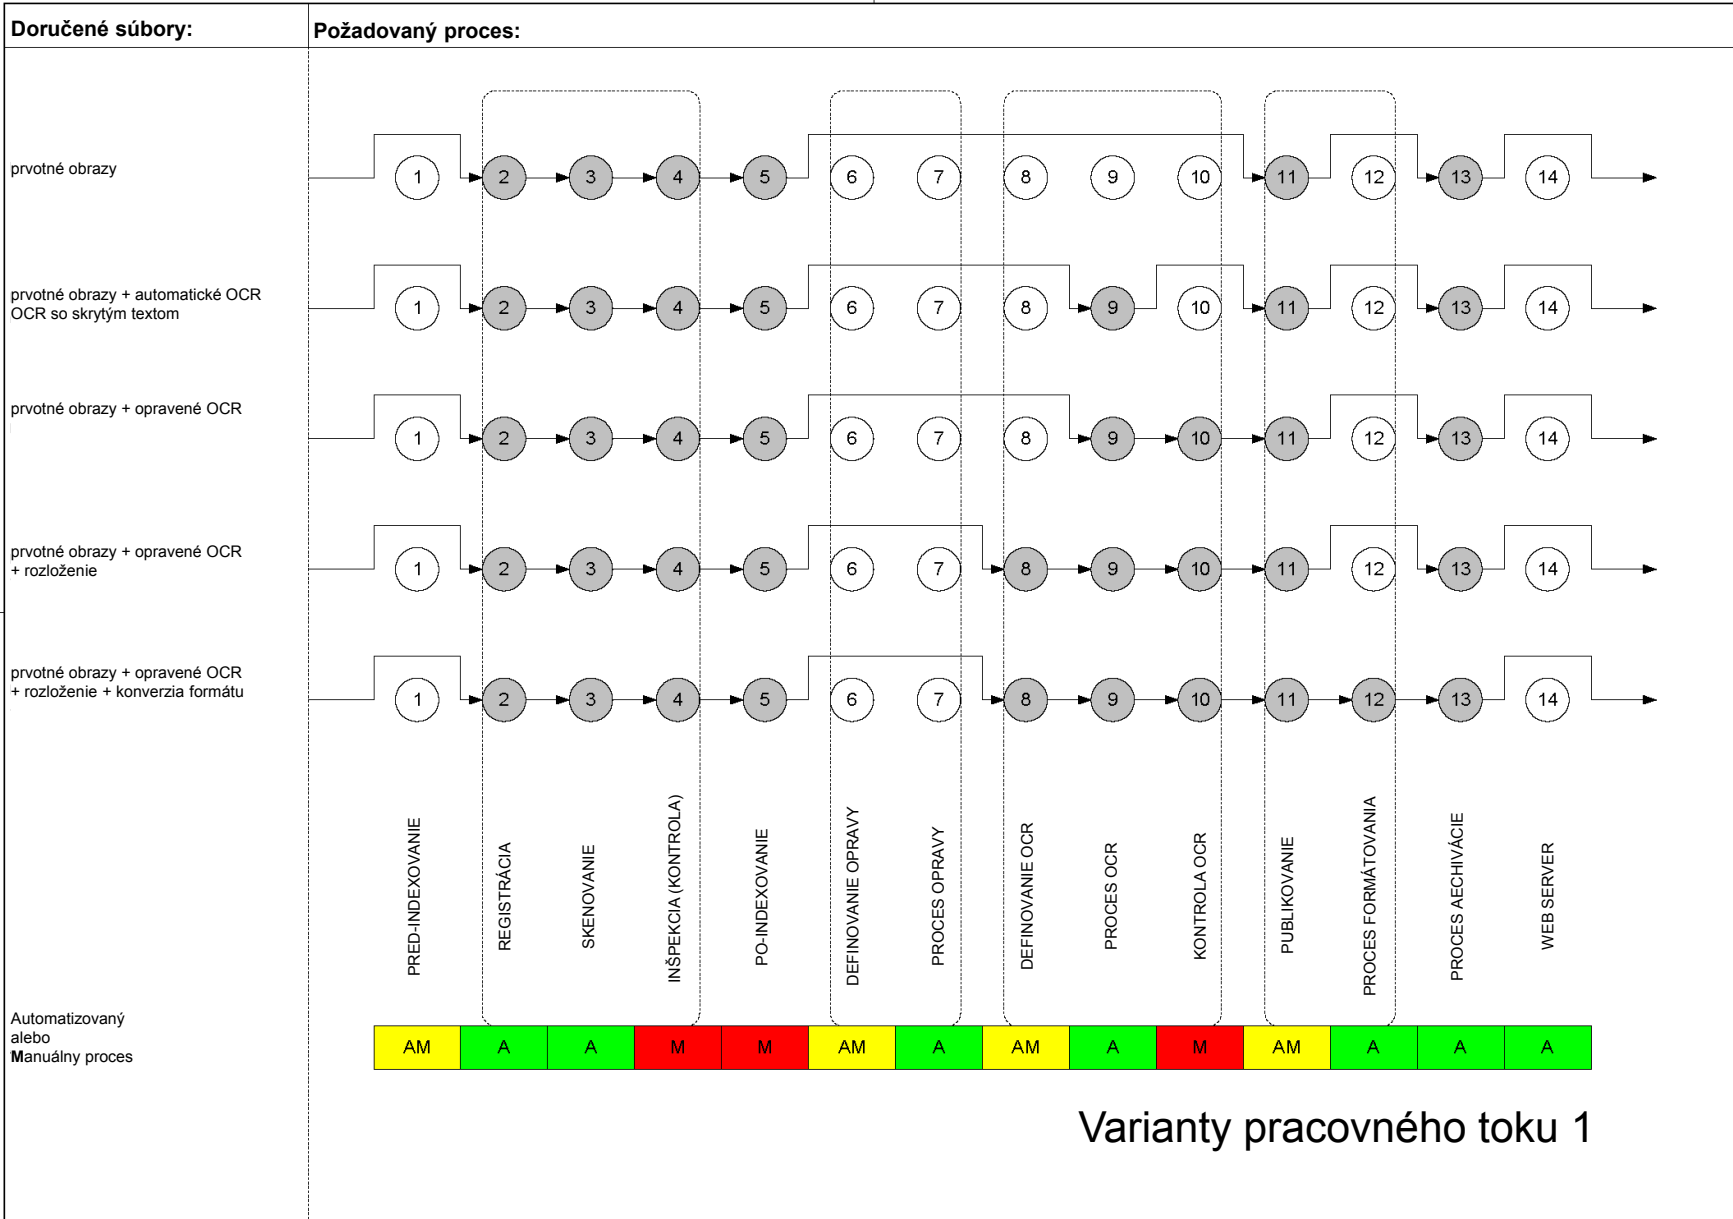 Doručené súbory:
Požadovaný proces:
prvotné obrazy
1 2 3 4 5 6 7 8 9 10 11 12 13 14
prvotné obrazy + automatické OCR
OCR so skrytým textom
1 2 3 4 5 6 7 8 9 10 11 12 13 14
prvotné obrazy + opravené OCR
1 2 3 4 5 6 7 8 9 10 11 12 13 14
prvotné obrazy + opravené OCR
+ rozloženie
1 2 3 4 5 6 7 8 9 10 11 12 13 14
prvotné obrazy + opravené OCR
+ rozloženie + konverzia formátu
1 2 3 4 5 6 7 8 9 10 11 12 13 14
PRED-INDEXOVANIE
REGISTRÁCIA
SKENOVANIE
INŠPEKCIA (KONTROLA)
PO-INDEXOVANIE
DEFINOVANIE OPRAVY
PROCES OPRAVY
DEFINOVANIE OCR
PROCES OCR
KONTROLA OCR
PUBLIKOVANIE
PROCES FORMÁTOVANIA
PROCES AECHIVÁCIE
WEB SERVER
Automatizovaný
alebo
Manuálny proces
AM A A M M AM A AM A M AM A A A
Varianty pracovného toku 1